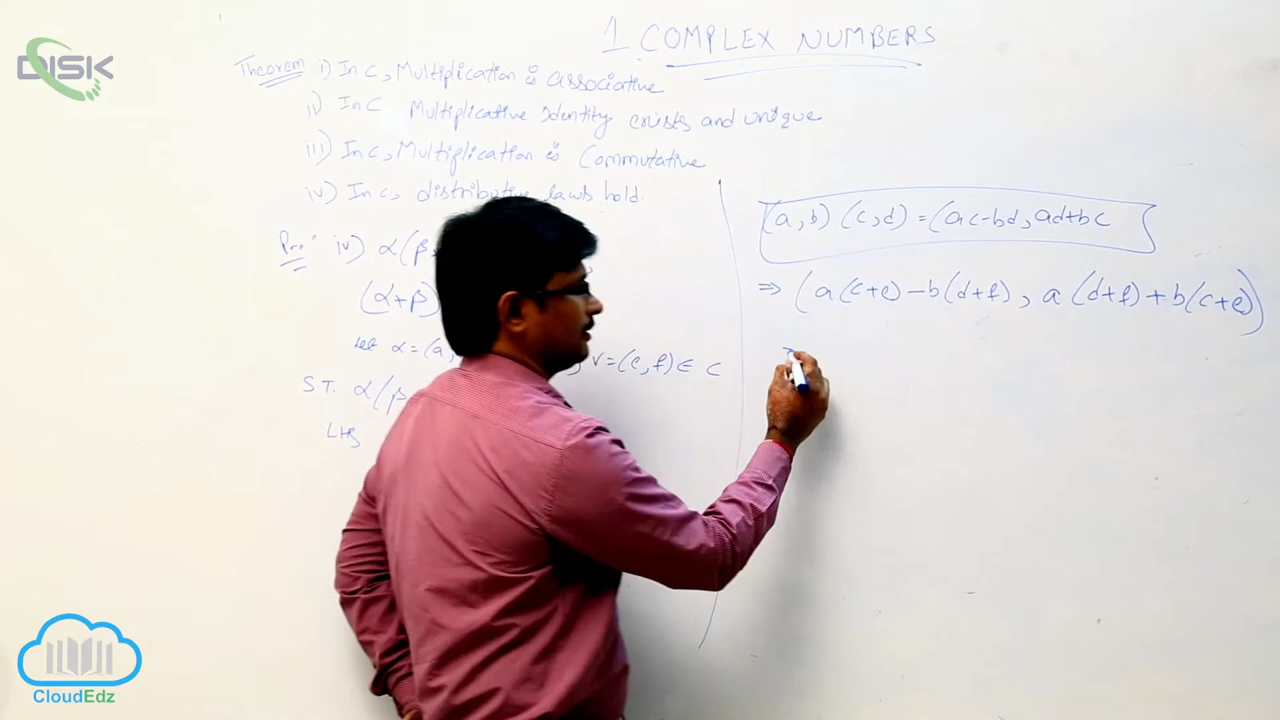 DISK
1 COMPLEX NUMBERS
Theorem i) In C, Multiplication is associative
ii) In C Multiplicative Identity exists and unique
iii) In C, Multiplication is Commutative
iv) In C, distributive laws hold.
iv) α(β
(α+β)
let α=(a, , γ=(e, f) ∈ C
S.T. α(β
LHS
(a, b) (c, d) = (ac-bd, ad+bc
⇒ (a(c+e) - b(d+f), a(d+f) + b(c+e))
CloudEdz